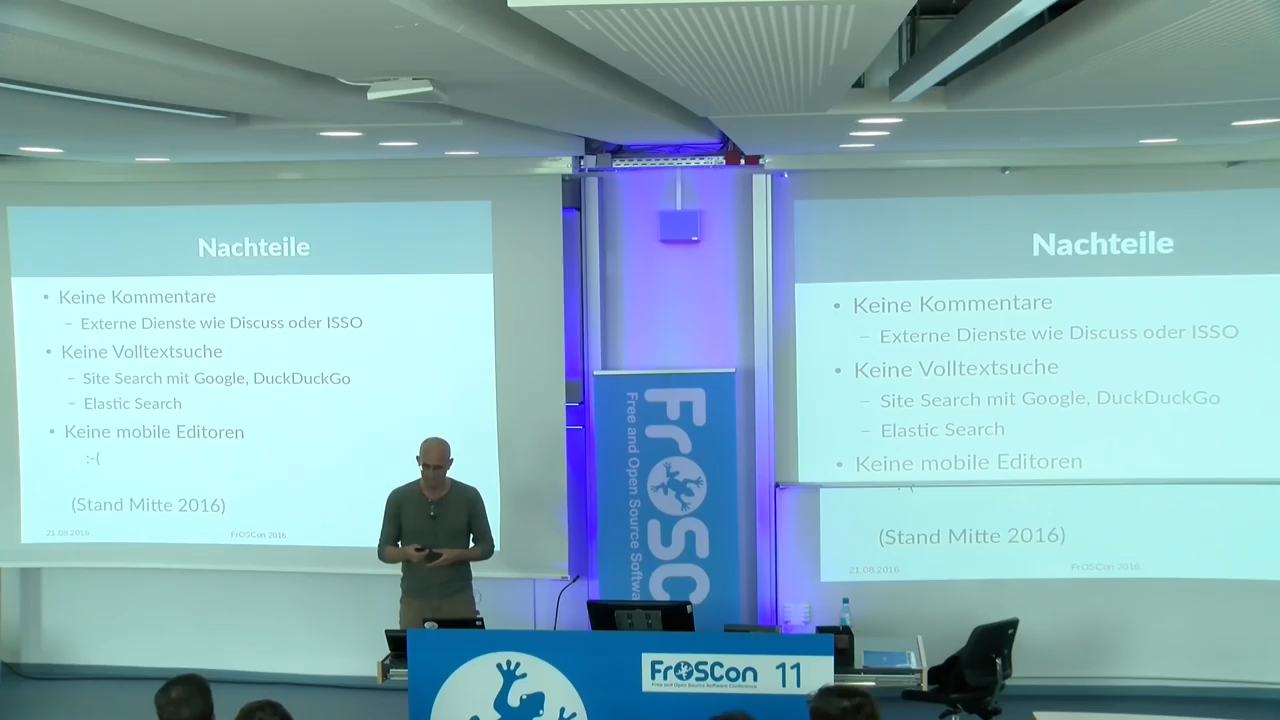 Nachteile
• Keine Kommentare
– Externe Dienste wie Discuss oder ISSO
• Keine Volltextsuche
– Site Search mit Google, DuckDuckGo
– Elastic Search
• Keine mobile Editoren
:-(
(Stand Mitte 2016)
21.08.2016
FrOSCon 2016
FrOSC
Free and Open Source Softwa
Nachteile
• Keine Kommentare
– Externe Dienste wie Discuss oder ISSO
• Keine Volltextsuche
– Site Search mit Google, DuckDuckGo
– Elastic Search
• Keine mobile Editoren
(Stand Mitte 2016)
21.08.2016
FrOSCon 2016
FrOSCon 11
Free and Open Source Software Conference